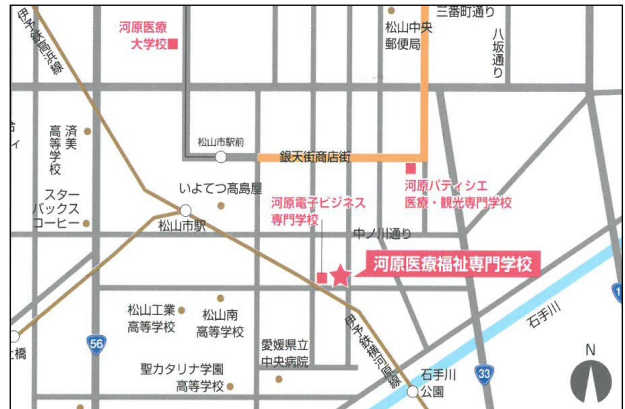 伊予鉄高浜線
河原医療
大学校
松山中央
郵便局
三番町通り
八坂通り
済美
高等学校
松山市駅前
銀天街商店街
スター
バックス
コーヒー
いよてつ髙島屋
松山市駅
河原電子ビジネス
専門学校
河原パティシエ
医療・観光専門学校
中ノ川通り
河原医療福祉専門学校
松山工業
高等学校
松山南
高等学校
愛媛県立
中央病院
伊予鉄横河原線
石手川
56
聖カタリナ学園
高等学校
33
石手川
公園
N